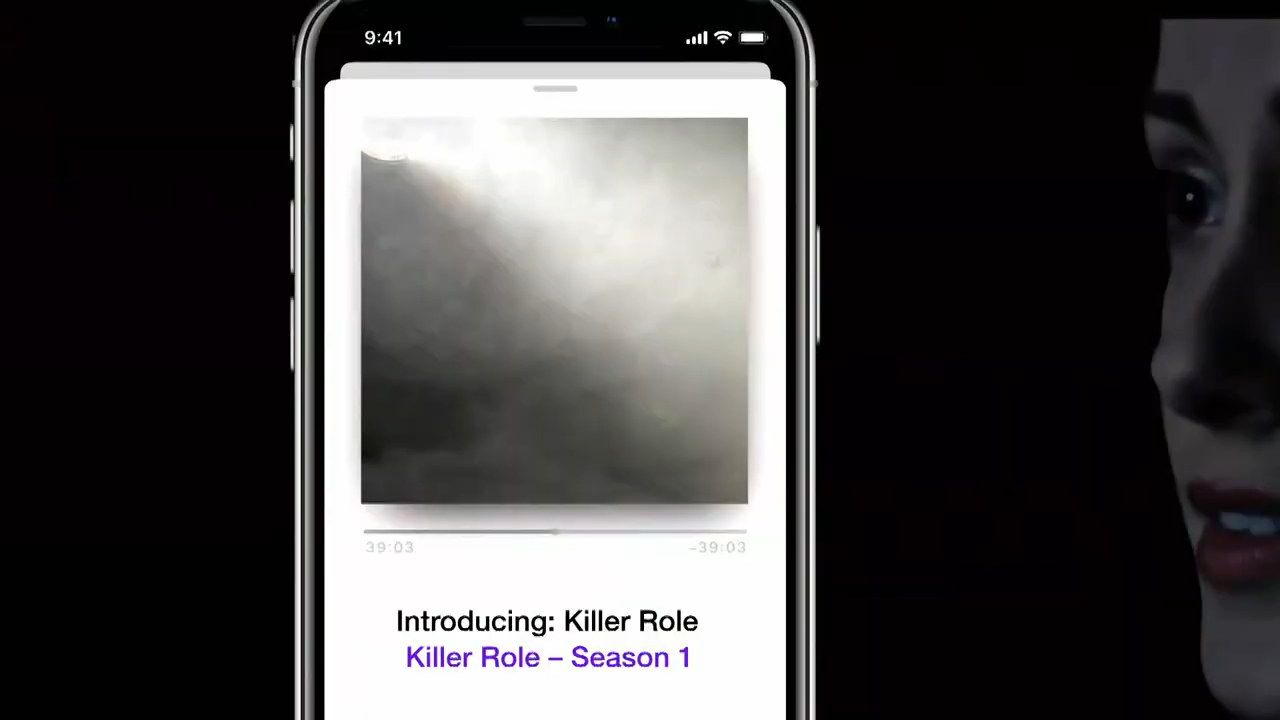 9:41
39:03
-39:03
Introducing: Killer Role
Killer Role – Season 1